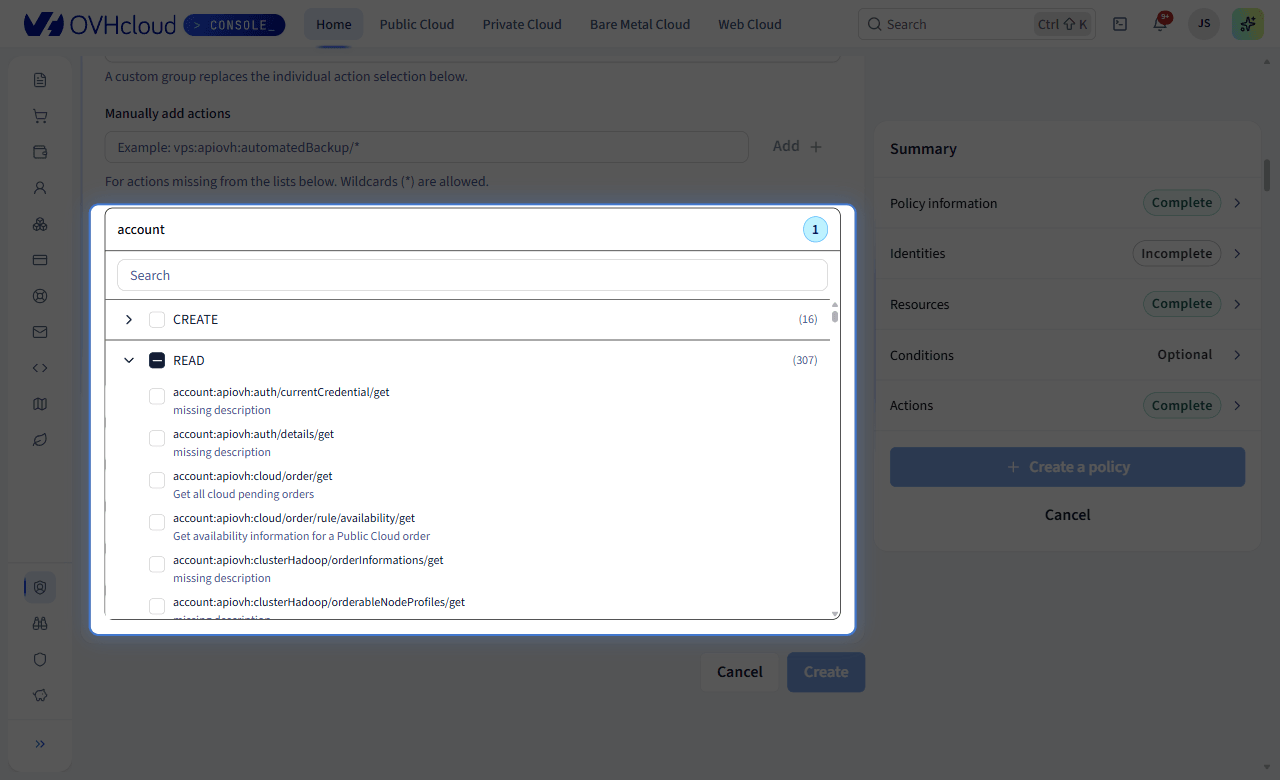 OVHcloud
> CONSOLE_
Home
Public Cloud
Private Cloud
Bare Metal Cloud
Web Cloud
Search
Ctrl ⇧ K
9+
JS
A custom group replaces the individual action selection below.
Manually add actions
Example: vps:apiovh:automatedBackup/*
Add +
For actions missing from the lists below. Wildcards (*) are allowed.
account
1
Search
CREATE
(16)
READ
(307)
account:apiovh:auth/currentCredential/get
missing description
account:apiovh:auth/details/get
missing description
account:apiovh:cloud/order/get
Get all cloud pending orders
account:apiovh:cloud/order/rule/availability/get
Get availability information for a Public Cloud order
account:apiovh:clusterHadoop/orderInformations/get
missing description
account:apiovh:clusterHadoop/orderableNodeProfiles/get
missing description
Cancel
Create
Summary
Policy information
Complete
Identities
Incomplete
Resources
Complete
Conditions
Optional
Actions
Complete
+ Create a policy
Cancel